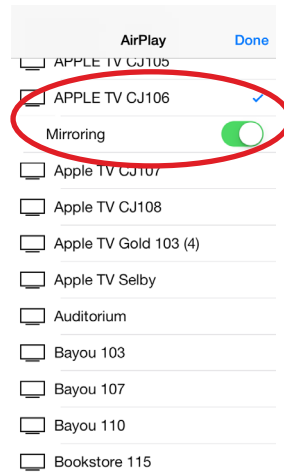 AirPlay Done
APPLE TV CJ105
APPLE TV CJ106
Mirroring
Apple TV CJ107
Apple TV CJ108
Apple TV Gold 103 (4)
Apple TV Selby
Auditorium
Bayou 103
Bayou 107
Bayou 110
Bookstore 115